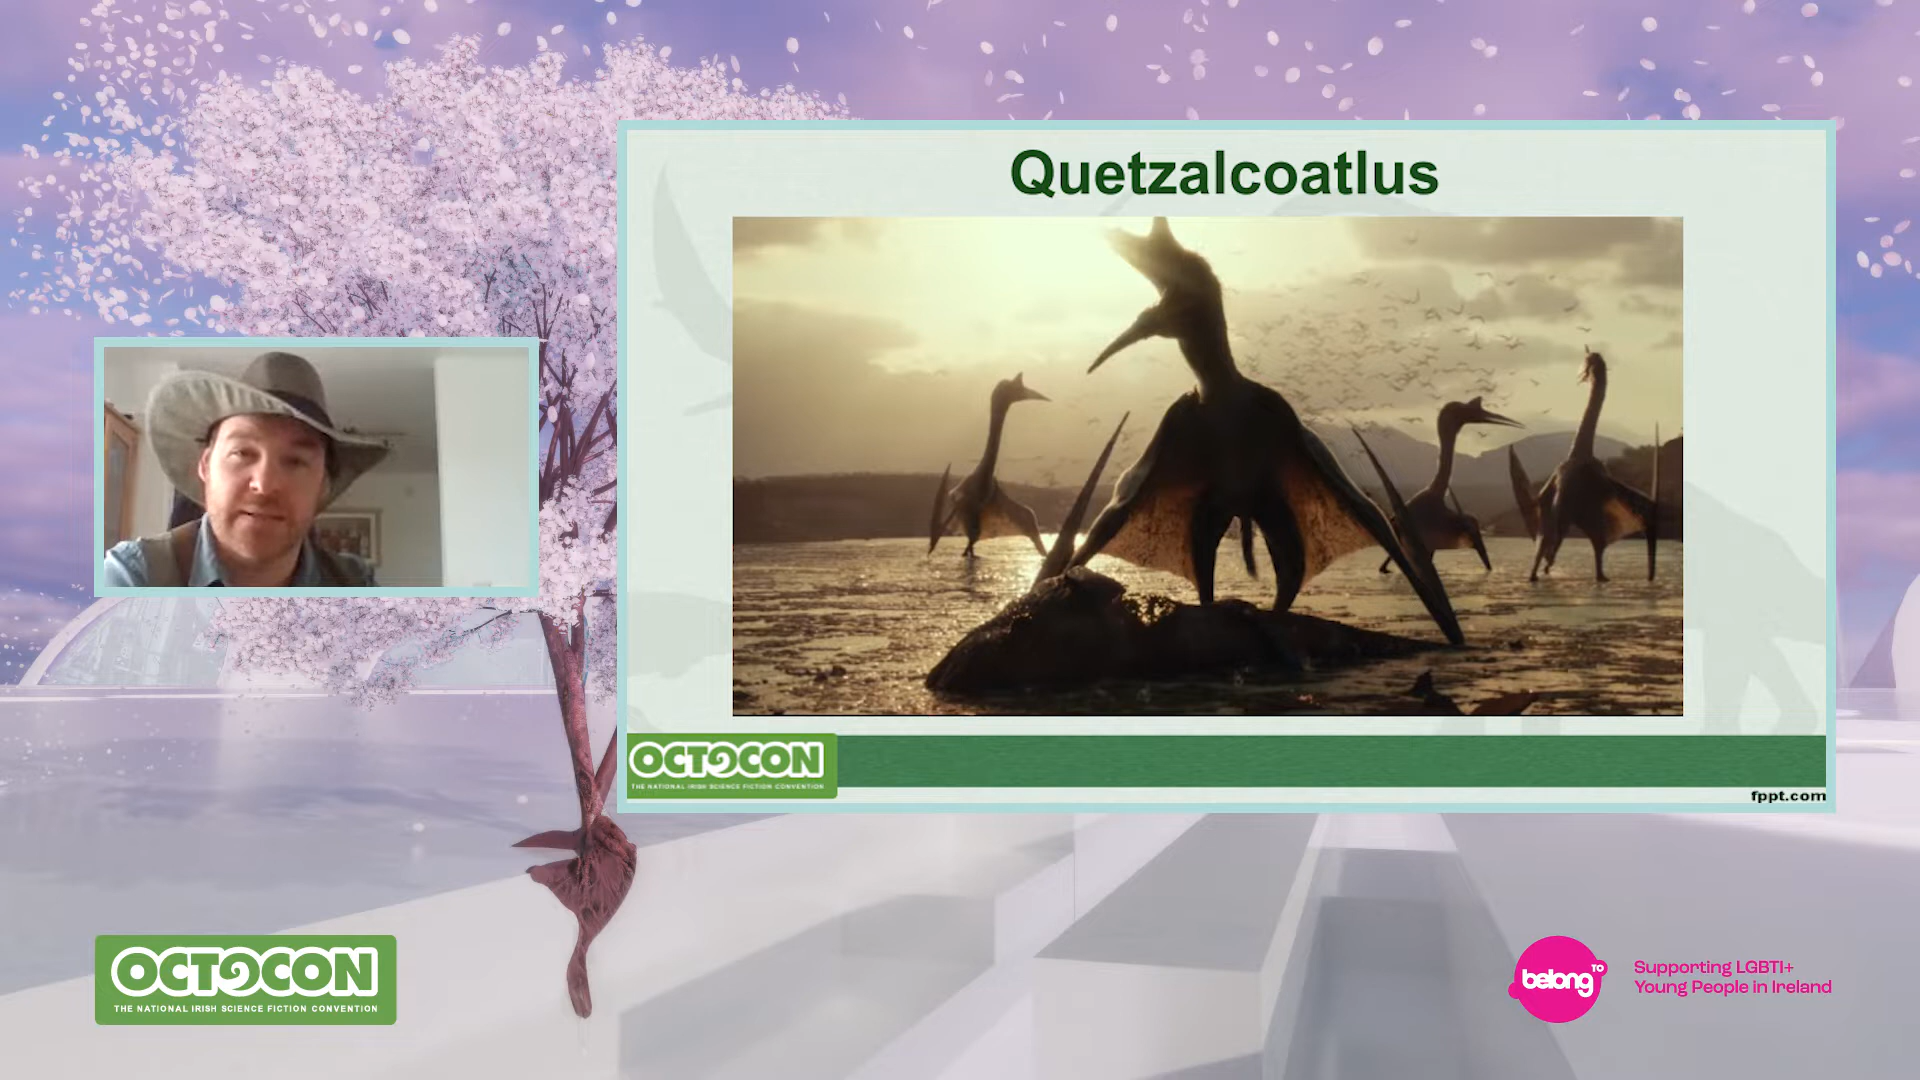 Quetzalcoatlus
OCTOCON
THE NATIONAL IRISH SCIENCE FICTION CONVENTION
fppt.com
OCTOCON
THE NATIONAL IRISH SCIENCE FICTION CONVENTION
belong TO
Supporting LGBTI+
Young People in Ireland